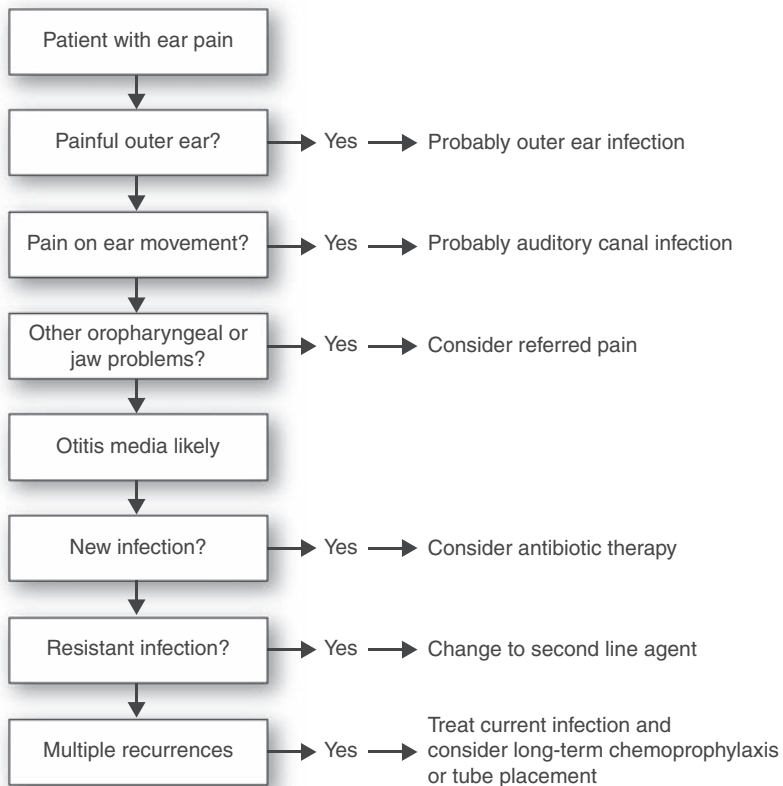 Patient with ear pain
Painful outer ear?
Yes
Probably outer ear infection
Pain on ear movement?
Yes
Probably auditory canal infection
Other oropharyngeal or
jaw problems?
Yes
Consider referred pain
Otitis media likely
New infection?
Yes
Consider antibiotic therapy
Resistant infection?
Yes
Change to second line agent
Multiple recurrences
Yes
Treat current infection and
consider long-term chemoprophylaxis
or tube placement